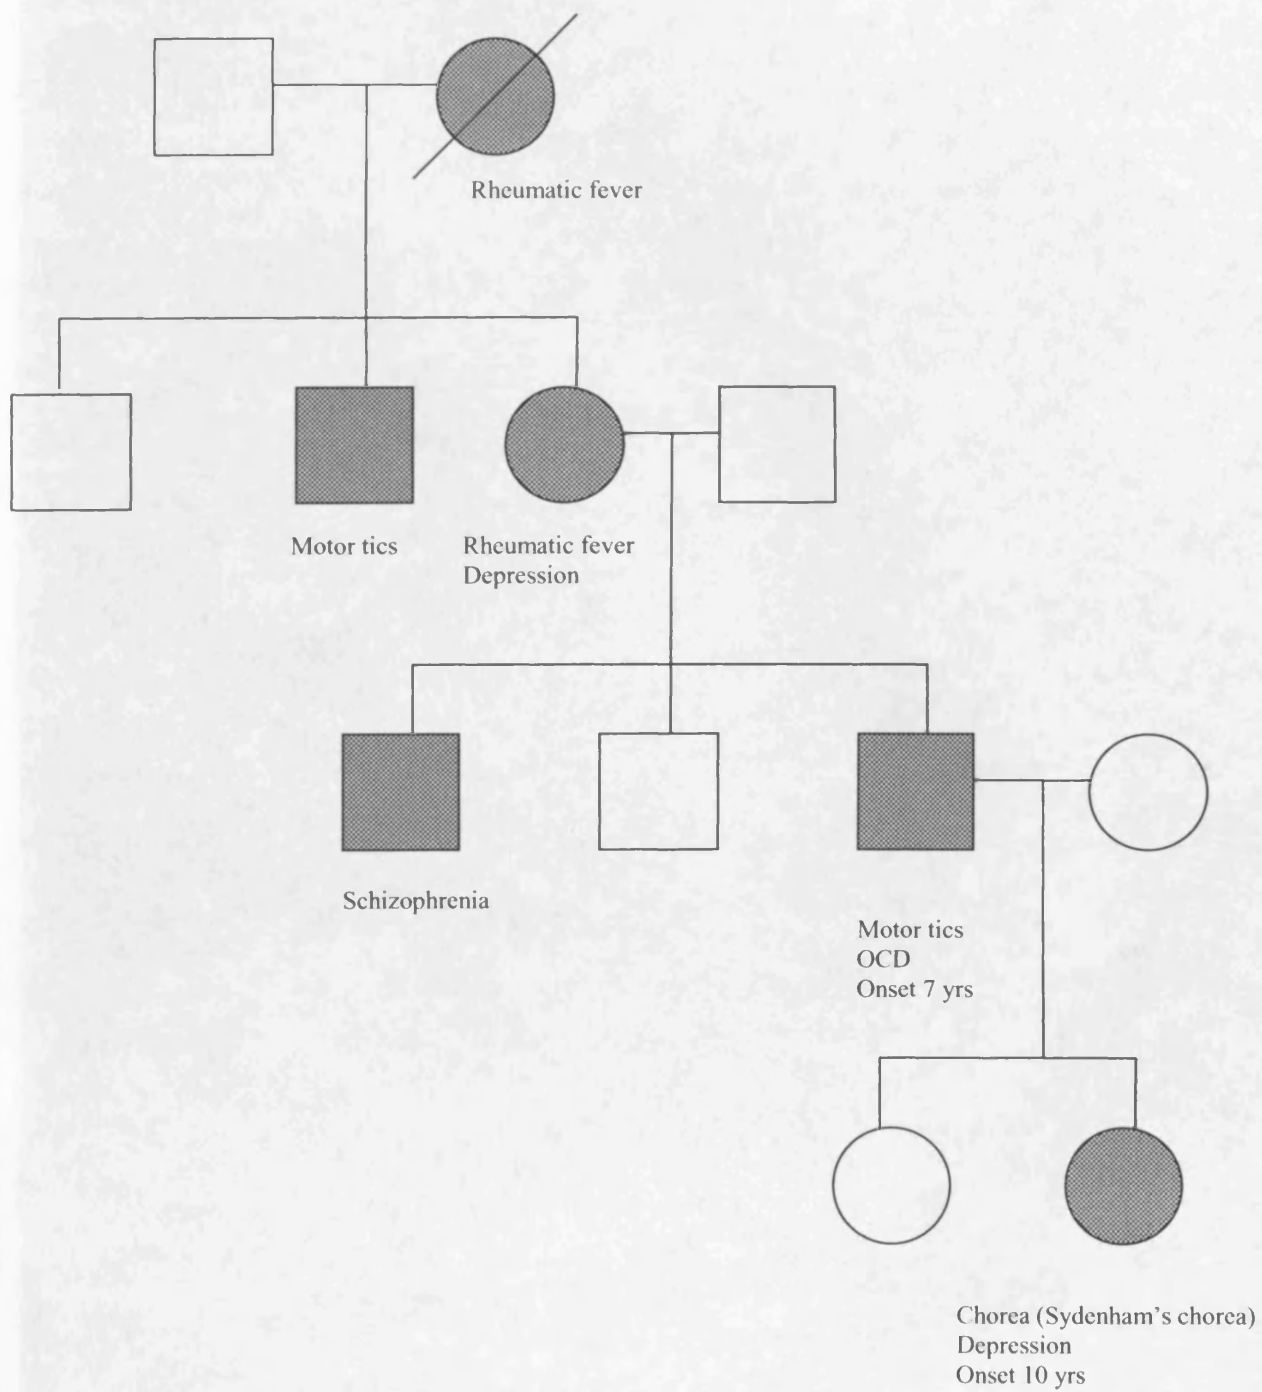 Rheumatic fever
Motor tics
Rheumatic fever
Depression
Schizophrenia
Motor tics
OCD
Onset 7 yrs
Chorea (Sydenham's chorea)
Depression
Onset 10 yrs